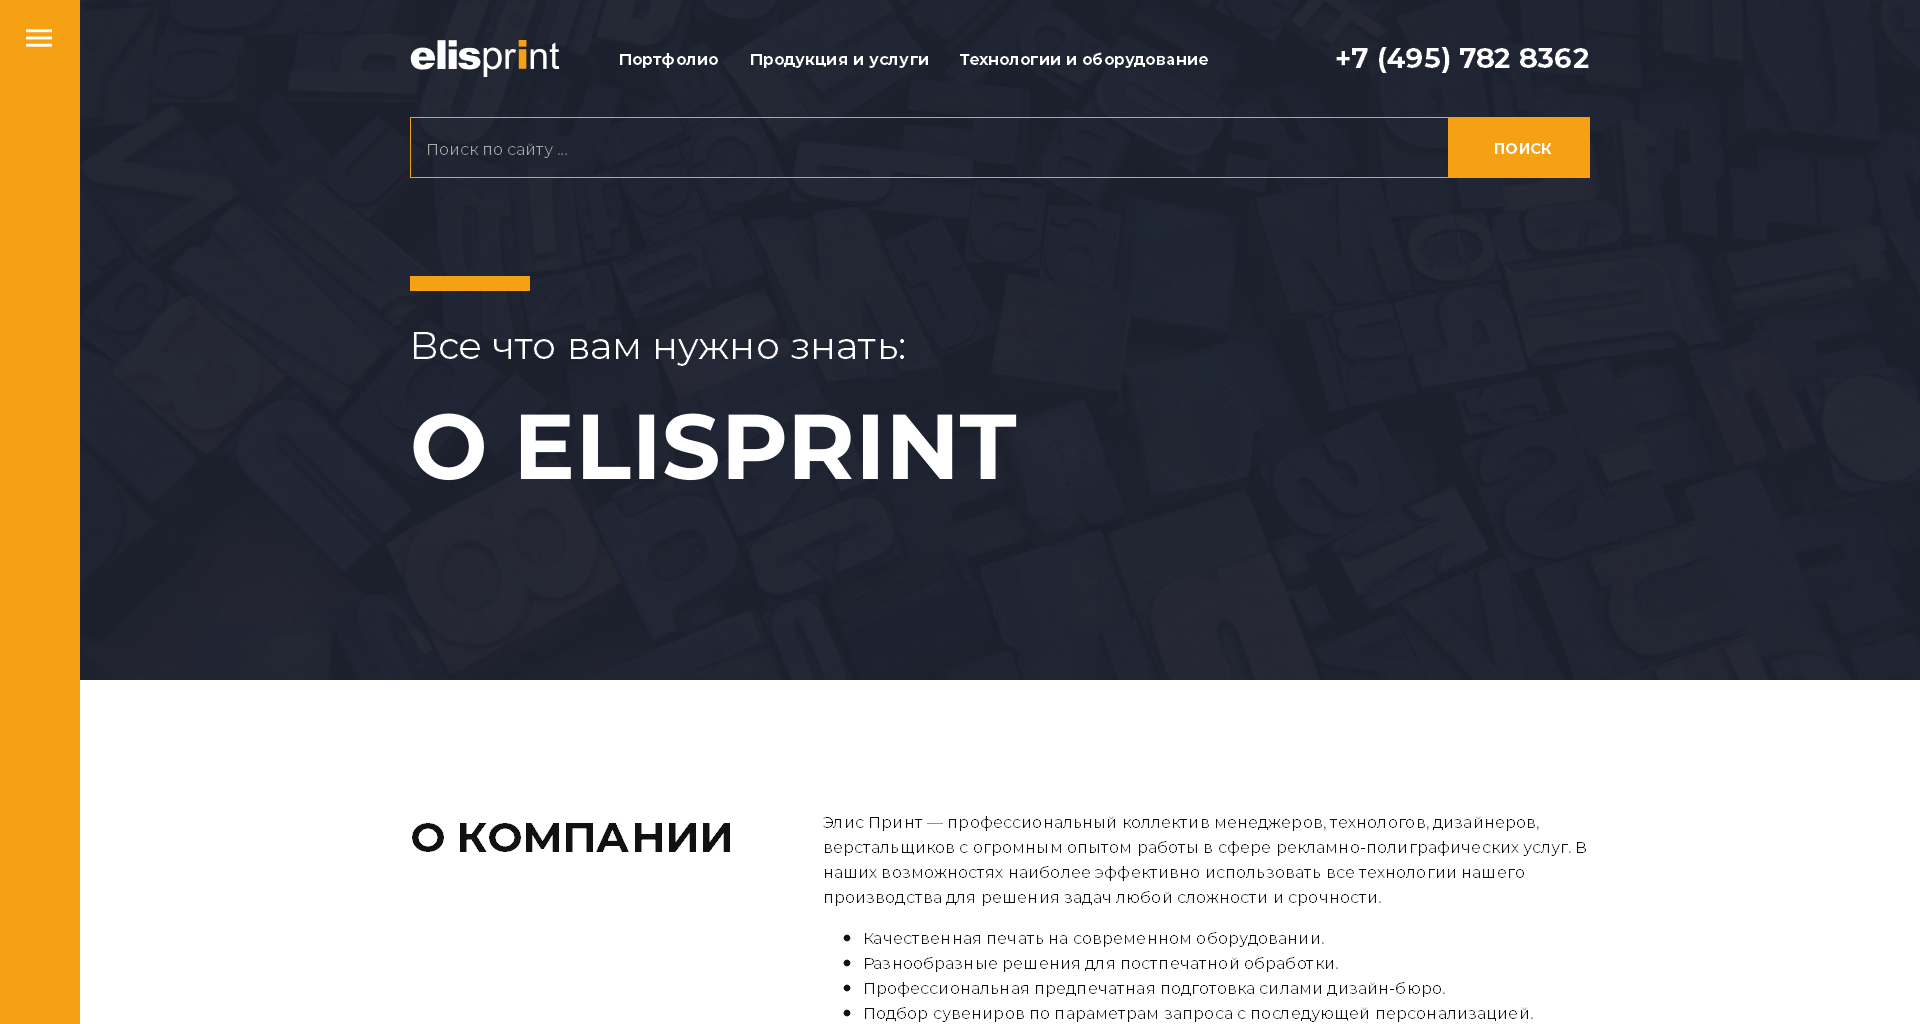 elisprint
Портфолио
Продукция и услуги
Технологии и оборудование
+7 (495) 782 8362
Поиск по сайту ...
ПОИСК
Все что вам нужно знать:
О ELISPRINT
О КОМПАНИИ
Элис Принт — профессиональный коллектив менеджеров, технологов, дизайнеров,
верстальщиков с огромным опытом работы в сфере рекламно-полиграфических услуг. В
наших возможностях наиболее эффективно использовать все технологии нашего
производства для решения задач любой сложности и срочности.
Качественная печать на современном оборудовании.
Разнообразные решения для постпечатной обработки.
Профессиональная предпечатная подготовка силами дизайн-бюро.
Подбор сувениров по параметрам запроса с последующей персонализацией.